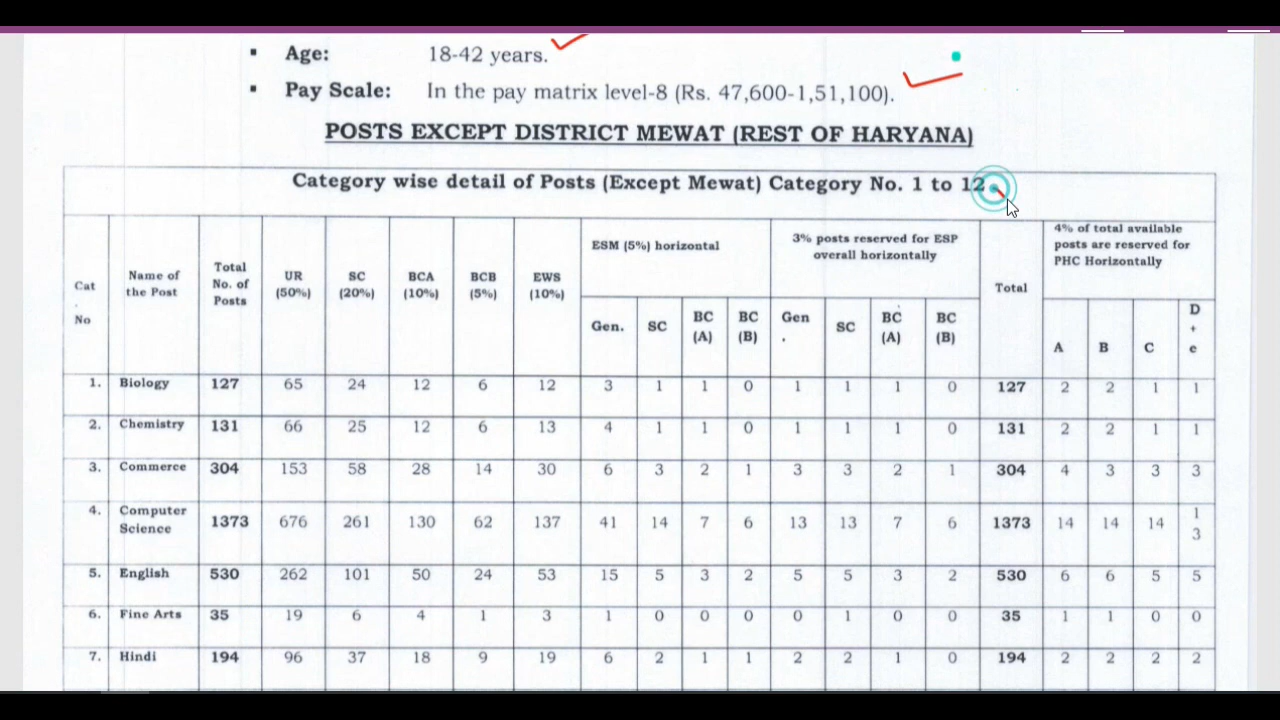 ▪ Age: 18-42 years.
▪ Pay Scale: In the pay matrix level-8 (Rs. 47,600-1,51,100).
POSTS EXCEPT DISTRICT MEWAT (REST OF HARYANA)
Category wise detail of Posts (Except Mewat) Category No. 1 to 12
Cat. No | Name of the Post | Total No. of Posts | UR (50%) | SC (20%) | BCA (10%) | BCB (5%) | EWS (10%) | ESM (5%) horizontal | 3% posts reserved for ESP overall horizontally | Total | 4% of total available posts are reserved for PHC Horizontally
Gen. | SC | BC (A) | BC (B) | Gen. | SC | BC (A) | BC (B) | A | B | C | D + e
1. Biology 127 65 24 12 6 12 3 1 1 0 1 1 1 0 127 2 2 1 1
2. Chemistry 131 66 25 12 6 13 4 1 1 0 1 1 1 0 131 2 2 1 1
3. Commerce 304 153 58 28 14 30 6 3 2 1 3 3 2 1 304 4 3 3 3
4. Computer Science 1373 676 261 130 62 137 41 14 7 6 13 13 7 6 1373 14 14 14 13
5. English 530 262 101 50 24 53 15 5 3 2 5 5 3 2 530 6 6 5 5
6. Fine Arts 35 19 6 4 1 3 1 0 0 0 0 1 0 0 35 1 1 0 0
7. Hindi 194 96 37 18 9 19 6 2 1 1 2 2 1 0 194 2 2 2 2